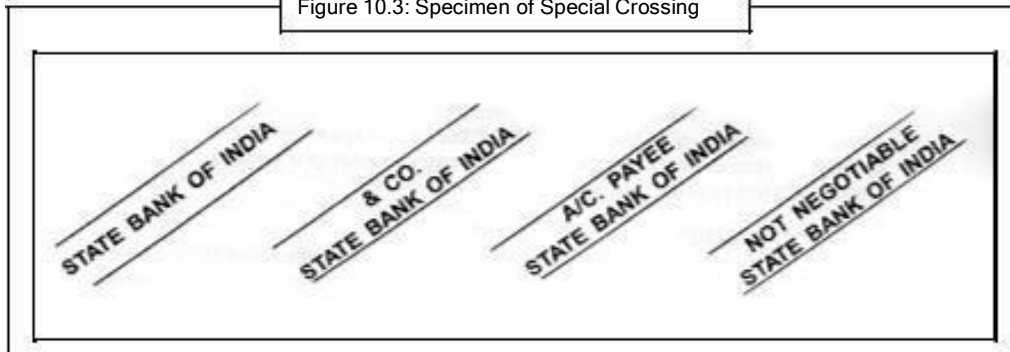 Figure 10.3: Specimen of Special Crossing
STATE BANK OF INDIA
& CO.
STATE BANK OF INDIA
A/C. PAYEE
STATE BANK OF INDIA
NOT NEGOTIABLE
STATE BANK OF INDIA